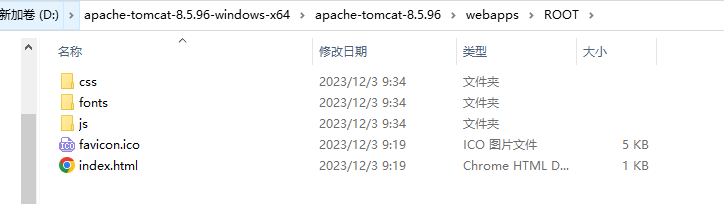 新加卷 (D:) > apache-tomcat-8.5.96-windows-x64 > apache-tomcat-8.5.96 > webapps > ROOT >
名称 修改日期 类型 大小
css 2023/12/3 9:34 文件夹
fonts 2023/12/3 9:34 文件夹
js 2023/12/3 9:34 文件夹
ICO favicon.ico 2023/12/3 9:19 ICO 图片文件 5 KB
index.html 2023/12/3 9:19 Chrome HTML D... 1 KB